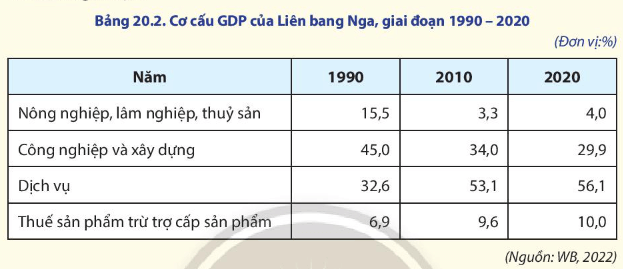 Bảng 20.2. Cơ cấu GDP của Liên bang Nga, giai đoạn 1990 – 2020
(Đơn vị:%)
Năm 1990 2010 2020
Nông nghiệp, lâm nghiệp, thuỷ sản 15,5 3,3 4,0
Công nghiệp và xây dựng 45,0 34,0 29,9
Dịch vụ 32,6 53,1 56,1
Thuế sản phẩm trừ trợ cấp sản phẩm 6,9 9,6 10,0
(Nguồn: WB, 2022)